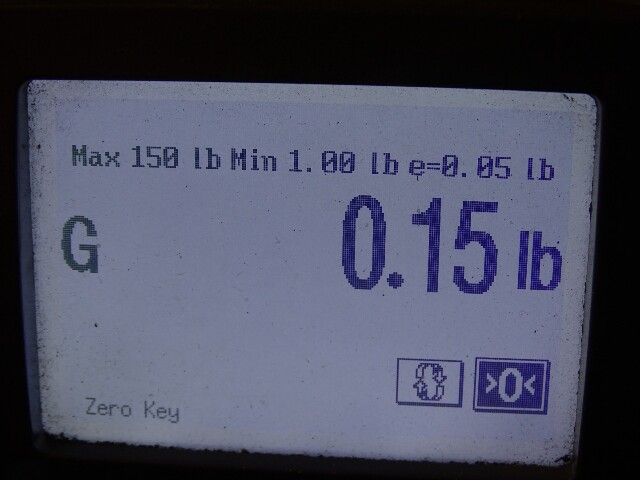 Max 150 lb Min 1.00 lb e=0.05 lb
G 0.15 lb
>0<
Zero Key